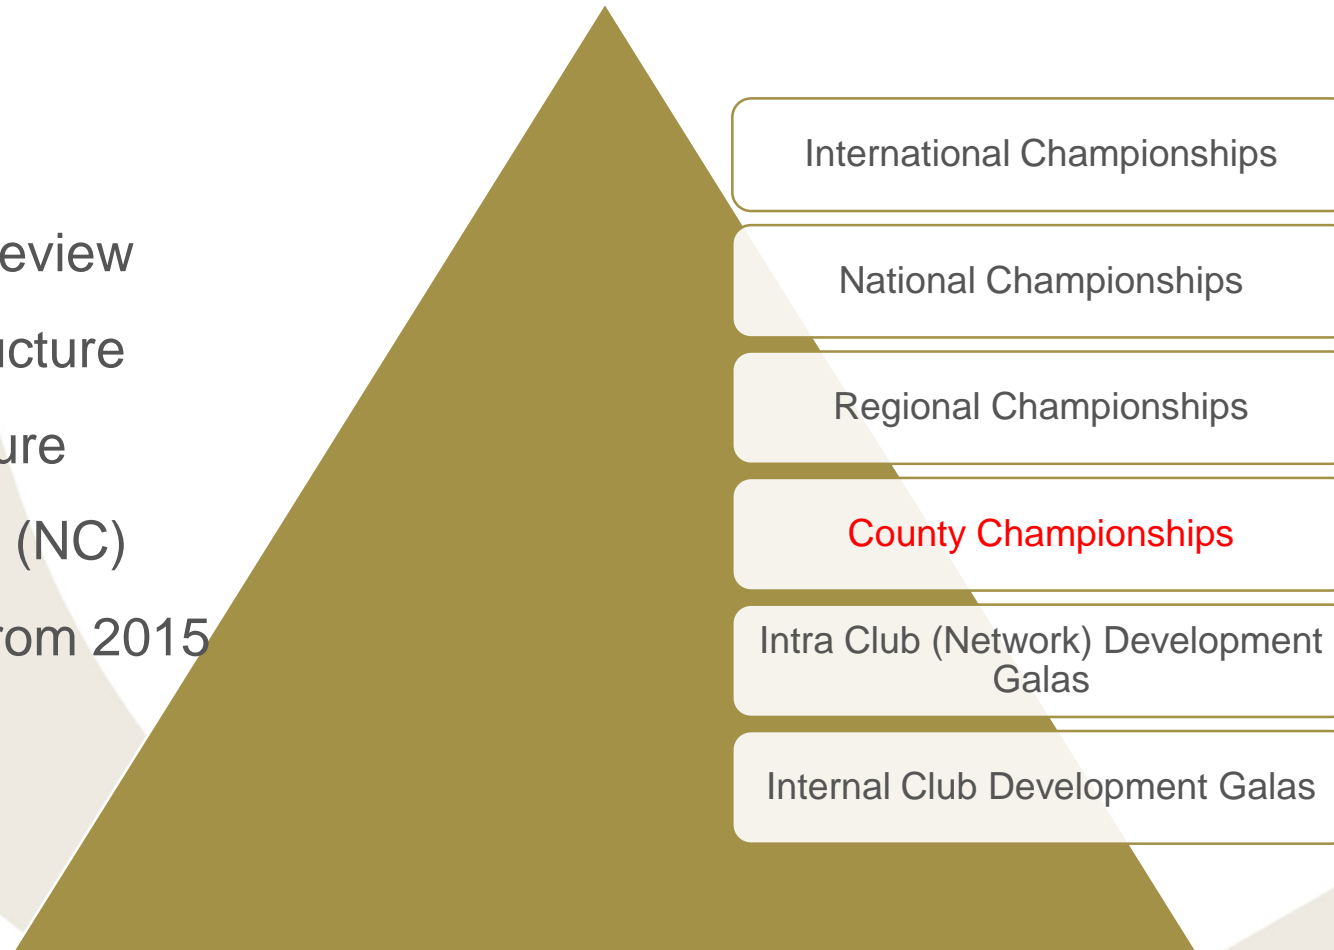 eview
ucture
ure
(NC)
rom 2015
International Championships
National Championships
Regional Championships
County Championships
Intra Club (Network) Development
Galas
Internal Club Development Galas